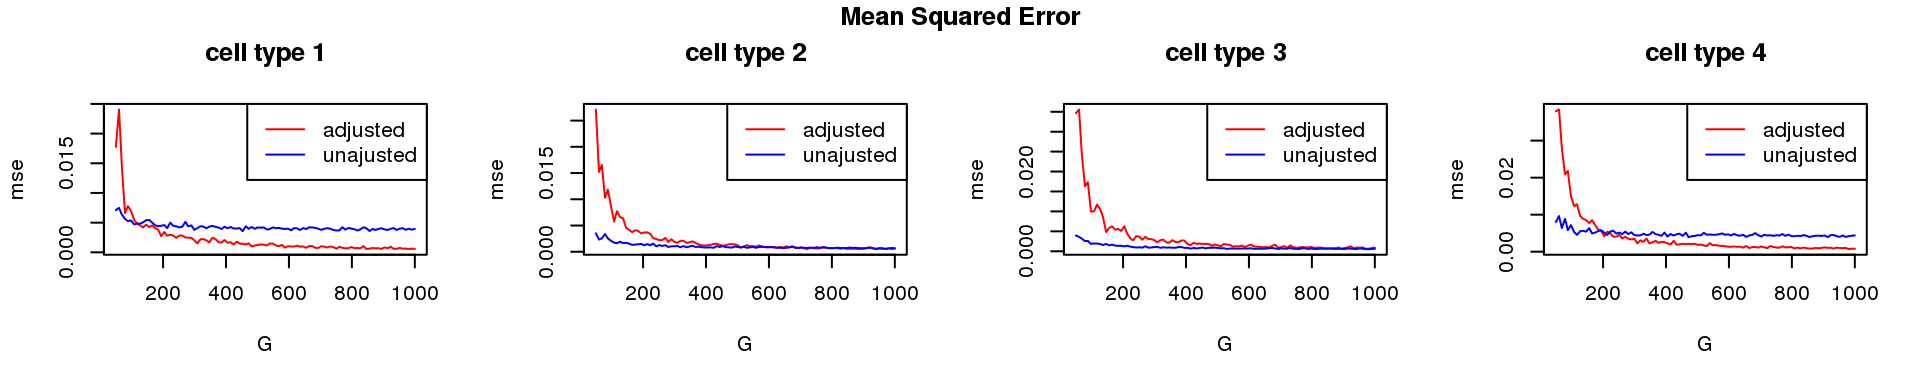 Mean Squared Error
cell type 1
mse
0.000
0.015
adjusted
unajusted
200 400 600 800 1000
G
cell type 2
mse
0.000
0.015
adjusted
unajusted
200 400 600 800 1000
G
cell type 3
mse
0.000
0.020
adjusted
unajusted
200 400 600 800 1000
G
cell type 4
mse
0.00
0.02
adjusted
unajusted
200 400 600 800 1000
G